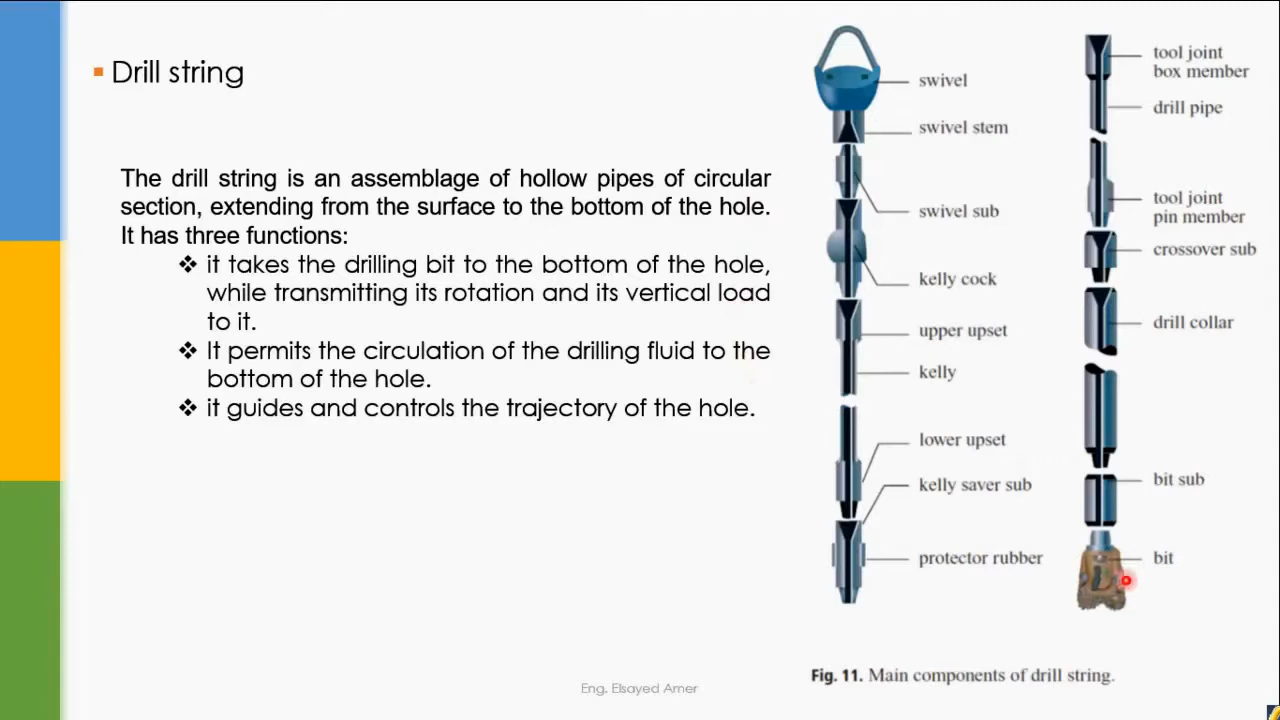 ▪ Drill string
The drill string is an assemblage of hollow pipes of circular
section, extending from the surface to the bottom of the hole.
It has three functions:
❖ it takes the drilling bit to the bottom of the hole,
while transmitting its rotation and its vertical load
to it.
❖ It permits the circulation of the drilling fluid to the
bottom of the hole.
❖ it guides and controls the trajectory of the hole.
swivel
swivel stem
swivel sub
kelly cock
upper upset
kelly
lower upset
kelly saver sub
protector rubber
tool joint
box member
drill pipe
tool joint
pin member
crossover sub
drill collar
bit sub
bit
Fig. 11. Main components of drill string.
Eng. Elsayed Amer